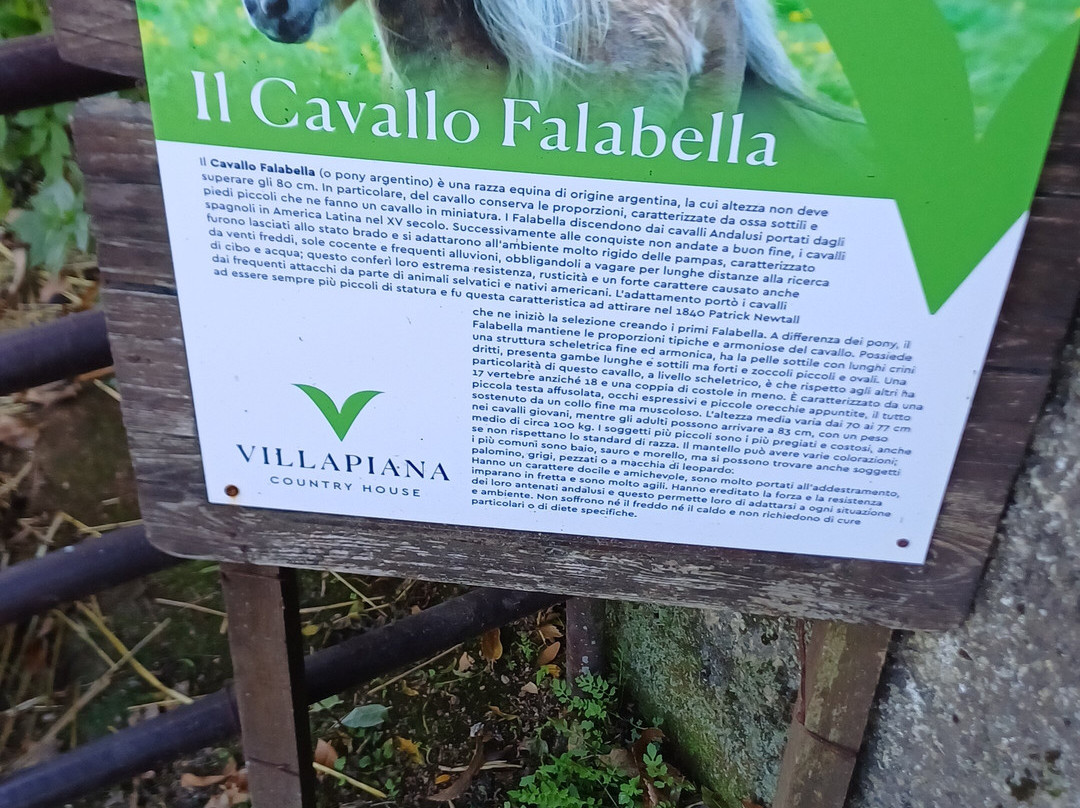 Il Cavallo Falabella
Il Cavallo Falabella (o pony argentino) è una razza equina di origine argentina, la cui altezza non deve
superare gli 80 cm. In particolare, del cavallo conserva le proporzioni, caratterizzate da ossa sottili e
piedi piccoli che ne fanno un cavallo in miniatura. I Falabella discendono dai cavalli Andalusi portati dagli
spagnoli in America Latina nel XV secolo. Successivamente alle conquiste non andate a buon fine, i cavalli
furono lasciati allo stato brado e si adattarono all'ambiente molto rigido delle pampas, caratterizzato
da venti freddi, sole cocente e frequenti alluvioni, obbligandoli a vagare per lunghe distanze alla ricerca
di cibo e acqua; questo conferì loro estrema resistenza, rusticità e un forte carattere causato anche
dai frequenti attacchi da parte di animali selvatici e nativi americani. L'adattamento portò i cavalli
ad essere sempre più piccoli di statura e fu questa caratteristica ad attirare nel 1840 Patrick Newtall
che ne iniziò la selezione creando i primi Falabella. A differenza dei pony, il
Falabella mantiene le proporzioni tipiche e armoniose del cavallo. Possiede
una struttura scheletrica fine ed armonica, ha la pelle sottile con lunghi crini
dritti, presenta gambe lunghe e sottili ma forti e zoccoli piccoli e ovali. Una
particolarità di questo cavallo, a livello scheletrico, è che rispetto agli altri ha
17 vertebre anziché 18 e una coppia di costole in meno. È caratterizzato da una
piccola testa affusolata, occhi espressivi e piccole orecchie appuntite, il tutto
sostenuto da un collo fine ma muscoloso. L'altezza media varia dai 70 ai 77 cm
nei cavalli giovani, mentre gli adulti possono arrivare a 83 cm, con un peso
medio di circa 100 kg. I soggetti più piccoli sono i più pregiati e costosi, anche
se non rispettano lo standard di razza. Il mantello può avere varie colorazioni;
i più comuni sono baio, sauro e morello, ma si possono trovare anche soggetti
palomino, grigi, pezzati o a macchia di leopardo.
Hanno un carattere docile e amichevole, sono molto portati all'addestramento,
imparano in fretta e sono molto agili. Hanno ereditato la forza e la resistenza
dei loro antenati andalusi e questo permette loro di adattarsi a ogni situazione
e ambiente. Non soffrono né il freddo né il caldo e non richiedono di cure
particolari o di diete specifiche.
VILLAPIANA
COUNTRY HOUSE